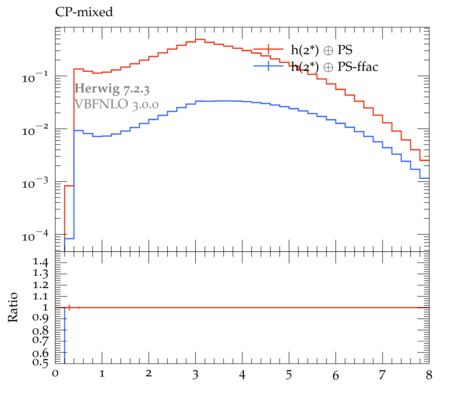 CP-mixed
h(2*) ⊕ PS
h(2*) ⊕ PS-ffac
Herwig 7.2.3
VBFNLO 3.0.0
10⁻¹
10⁻²
10⁻³
10⁻⁴
Ratio
1.4
1.3
1.2
1.1
1
0.9
0.8
0.7
0.6
0.5
0 1 2 3 4 5 6 7 8